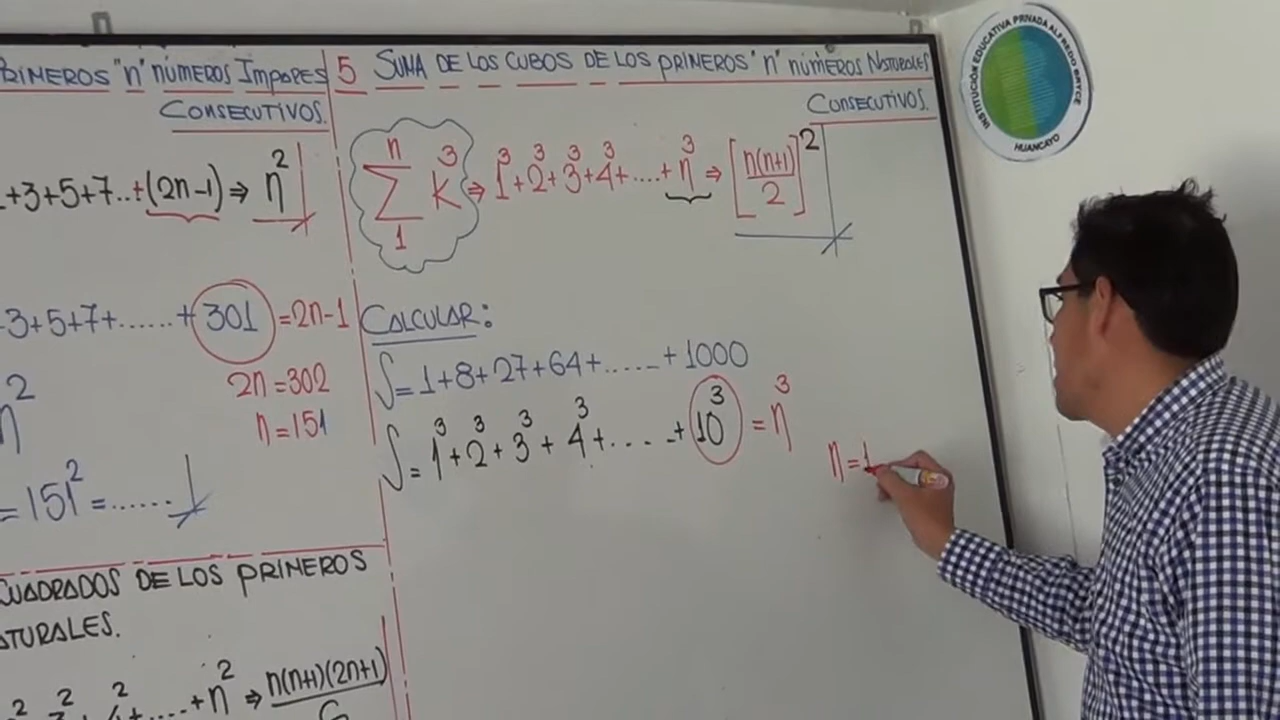 PRIMEROS "n" NÚMEROS IMPARES
CONSECUTIVOS.
+3+5+7..+(2n-1) ⇒ n²
3+5+7+......+301 = 2n-1
2n = 302
n = 151
n²
= 151² = ......
CUADRADOS DE LOS PRIMEROS
NATURALES.
+....+n² ⇒ n(n+1)(2n+1)
6
5 SUMA DE LOS CUBOS DE LOS PRIMEROS "n" NÚMEROS NATURALES
CONSECUTIVOS.
n
∑ k³ ⇒ 1³+2³+3³+4³+....+n³ ⇒ [n(n+1)/2]²
1
CALCULAR:
S=1+8+27+64+......+1000
S=1³+2³+3³+4³+.....+10³ = n³
n=1
INSTITUCIÓN EDUCATIVA PRIVADA ALFREDO BRYCE
HUANCAYO